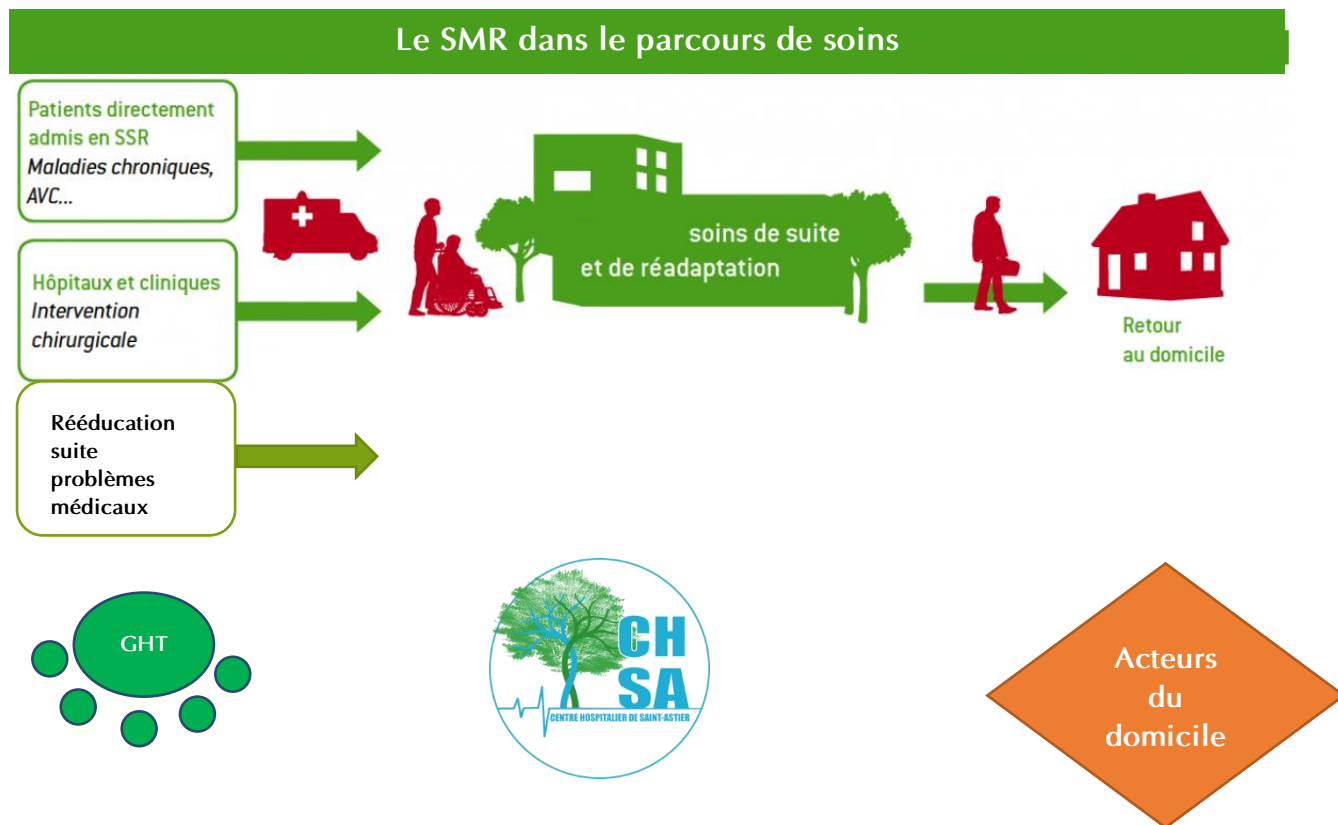 Le SMR dans le parcours de soins
Patients directement
admis en SSR
Maladies chroniques,
AVC...
Hôpitaux et cliniques
Intervention
chirurgicale
Rééducation
suite
problèmes
médicaux
soins de suite
et de réadaptation
Retour
au domicile
GHT
CH
SA
CENTRE HOSPITALIER DE SAINT-ASTIER
Acteurs
du
domicile